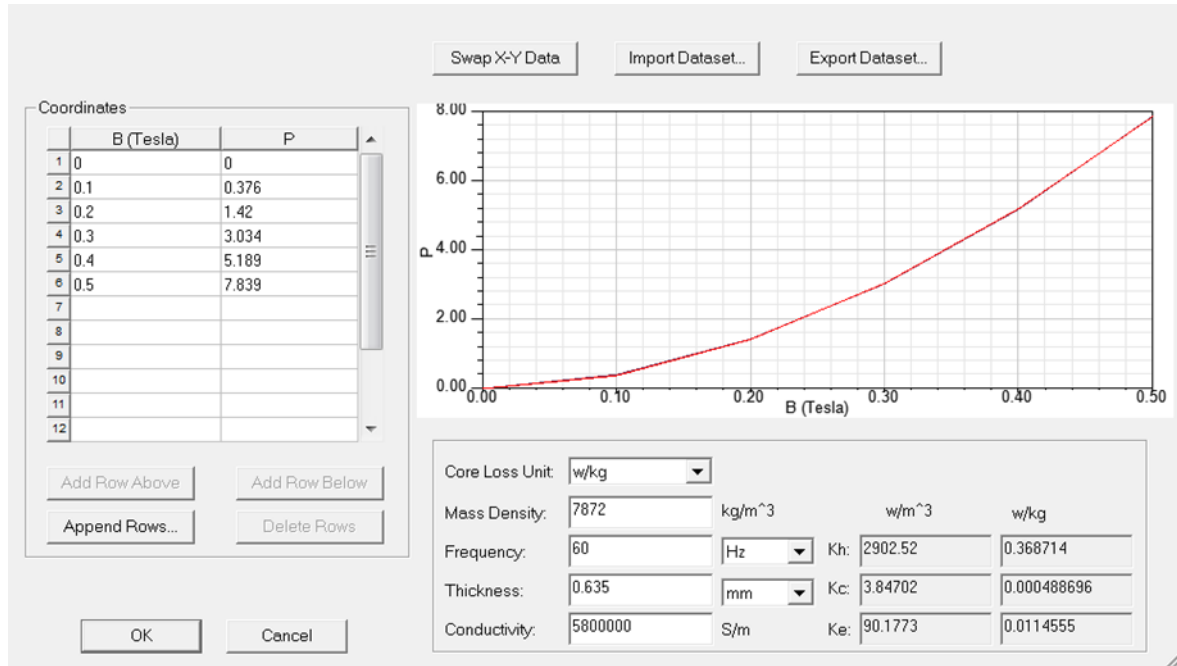 Swap X-Y Data Import Dataset... Export Dataset...
Coordinates
B (Tesla) P
1 0 0
2 0.1 0.376
3 0.2 1.42
4 0.3 3.034
5 0.4 5.189
6 0.5 7.839
7
8
9
10
11
12
Add Row Above Add Row Below
Append Rows... Delete Rows
OK Cancel
8.00
6.00
4.00
2.00
0.00
P
0.00 0.10 0.20 0.30 0.40 0.50
B (Tesla)
Core Loss Unit: w/kg
Mass Density: 7872 kg/m^3 w/m^3 w/kg
Frequency: 60 Hz Kh: 2902.52 0.368714
Thickness: 0.635 mm Kc: 3.84702 0.000488696
Conductivity: 5800000 S/m Ke: 90.1773 0.0114555